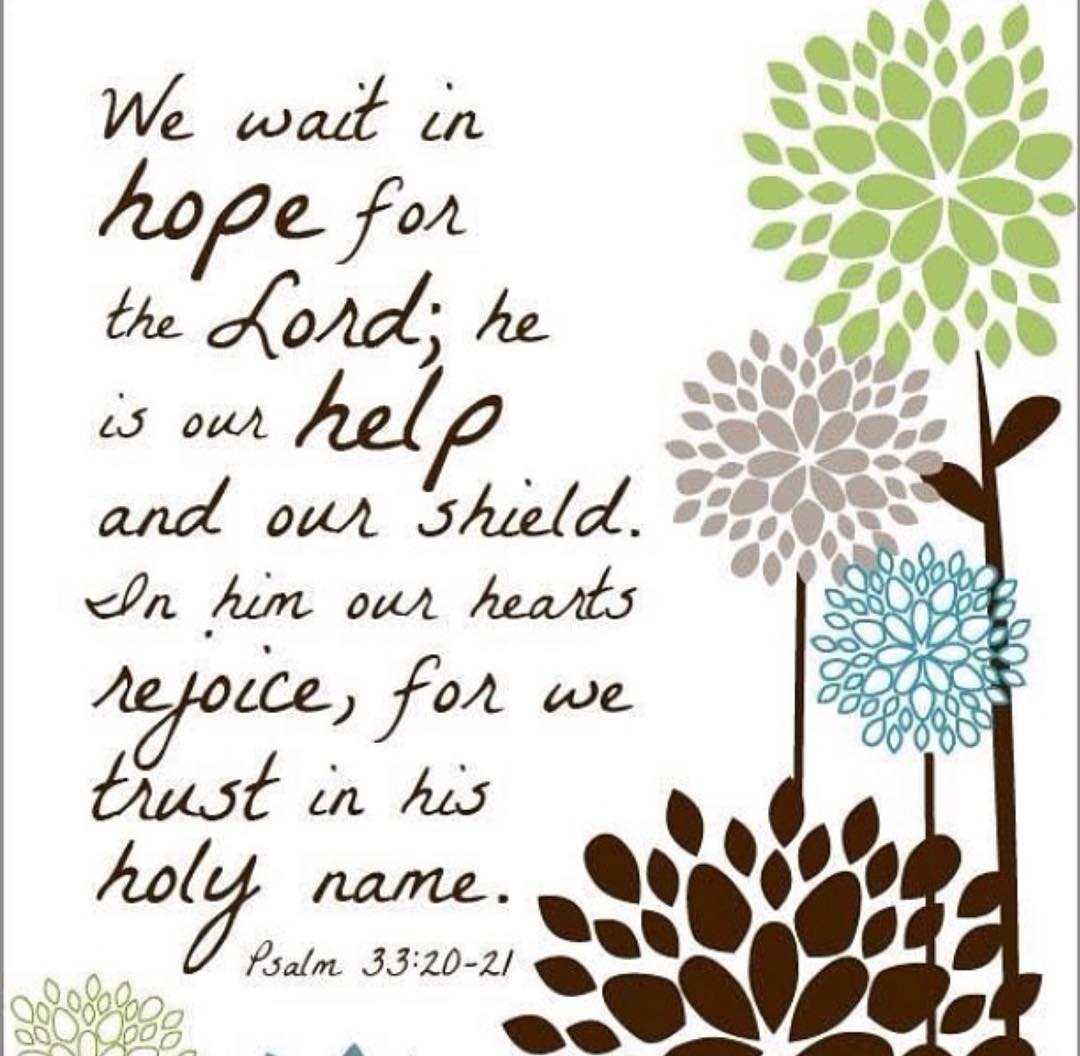 We wait in
hope for
the Lord; he
is our help
and our shield.
In him our hearts
rejoice, for we
trust in his
holy name.
Psalm 33:20-21